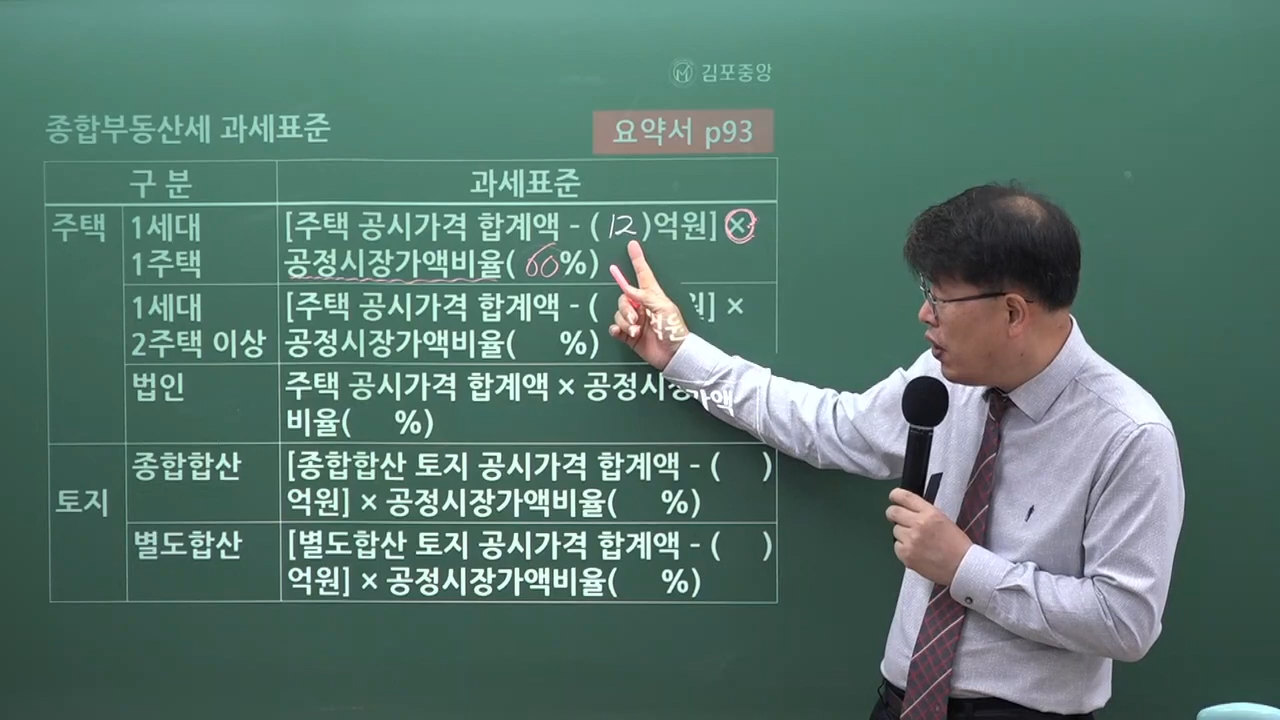 김포중앙
종합부동산세 과세표준
요약서 p93
구 분 과세표준
주택 1세대 1주택
[주택 공시가격 합계액 - ( 12 )억원] ×
공정시장가액비율( 60 %)
1세대 2주택 이상
[주택 공시가격 합계액 - ( 원] ×
공정시장가액비율( %)
법인
주택 공시가격 합계액 × 공정시장가액
비율( %)
토지
종합합산
[종합합산 토지 공시가격 합계액 - ( )
억원] × 공정시장가액비율( %)
별도합산
[별도합산 토지 공시가격 합계액 - ( )
억원] × 공정시장가액비율( %)